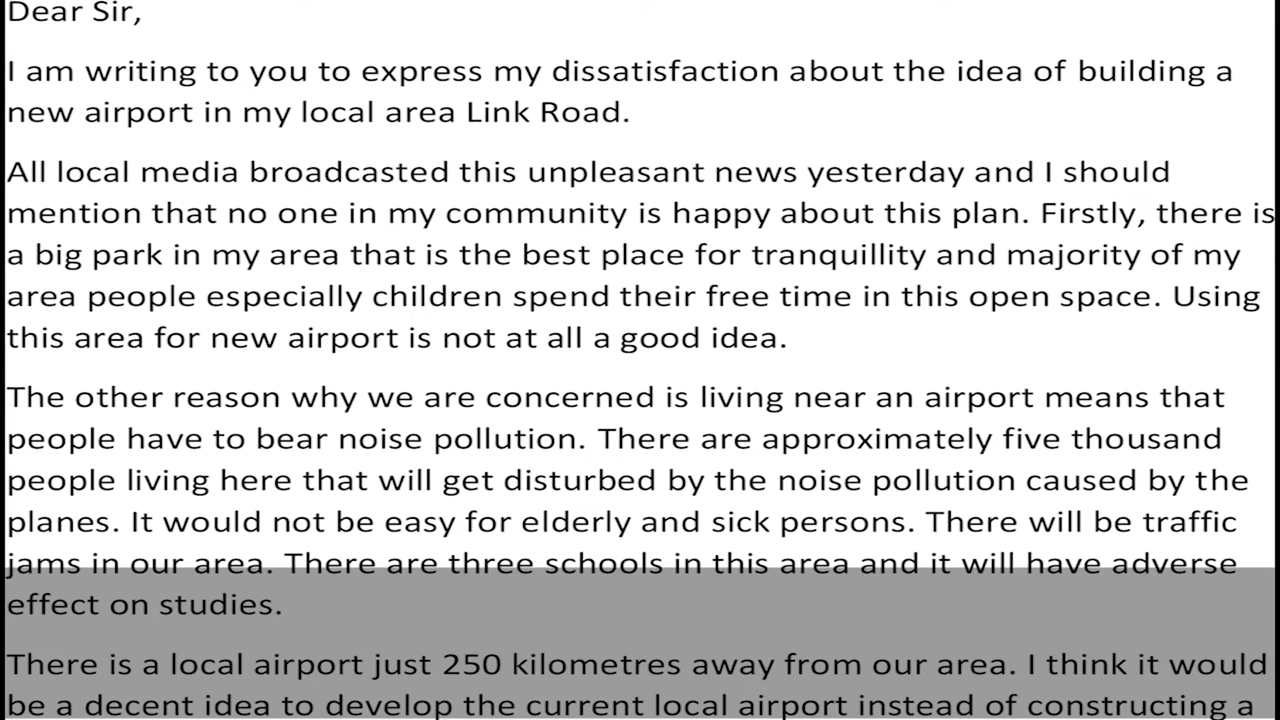 Dear Sir,
I am writing to you to express my dissatisfaction about the idea of building a
new airport in my local area Link Road.
All local media broadcasted this unpleasant news yesterday and I should
mention that no one in my community is happy about this plan. Firstly, there is
a big park in my area that is the best place for tranquillity and majority of my
area people especially children spend their free time in this open space. Using
this area for new airport is not at all a good idea.
The other reason why we are concerned is living near an airport means that
people have to bear noise pollution. There are approximately five thousand
people living here that will get disturbed by the noise pollution caused by the
planes. It would not be easy for elderly and sick persons. There will be traffic
jams in our area. There are three schools in this area and it will have adverse
effect on studies.
There is a local airport just 250 kilometres away from our area. I think it would
be a decent idea to develop the current local airport instead of constructing a